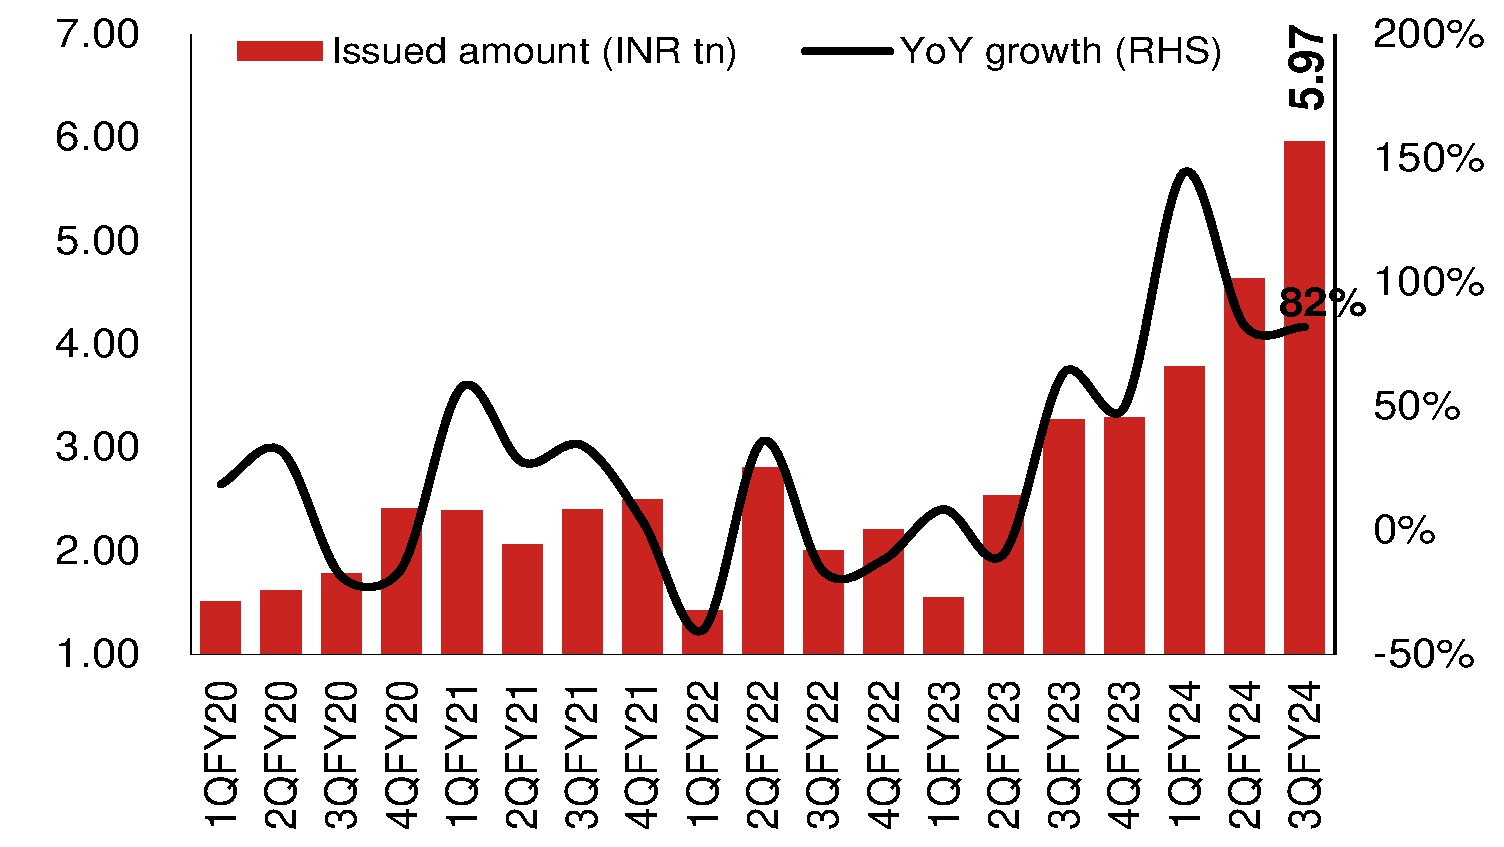 Issued amount (INR tn)
YoY growth (RHS)
7.00
6.00
5.00
4.00
3.00
2.00
1.00
200%
150%
100%
50%
0%
-50%
5.97
82%
1QFY20
2QFY20
3QFY20
4QFY20
1QFY21
2QFY21
3QFY21
4QFY21
1QFY22
2QFY22
3QFY22
4QFY22
1QFY23
2QFY23
3QFY23
4QFY23
1QFY24
2QFY24
3QFY24